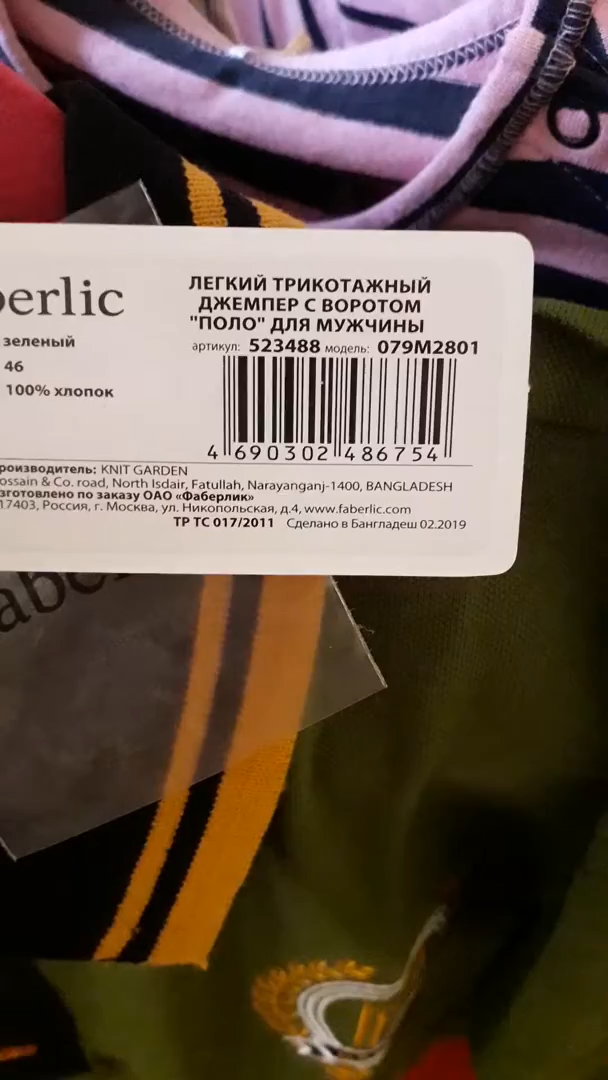 berlic
ЛЕГКИЙ ТРИКОТАЖНЫЙ
ДЖЕМПЕР С ВОРОТОМ
"ПОЛО" ДЛЯ МУЖЧИНЫ
зеленый
46
100% хлопок
артикул: 523488 модель: 079M2801
4 690302 486754
роизводитель: KNIT GARDEN
ossain & Co. road, North Isdair, Fatullah, Narayanganj-1400, BANGLADESH
зготовлено по заказу ОАО «Фаберлик»
17403, Россия, г. Москва, ул. Никопольская, д.4, www.faberlic.com
ТР ТС 017/2011 Сделано в Бангладеш 02.2019